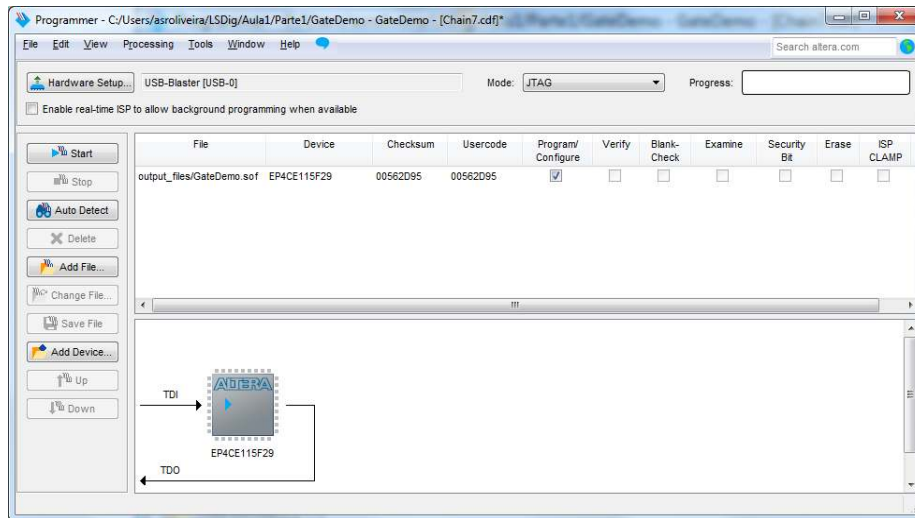 Programmer - C:/Users/asroliveira/LSDig/Aula1/Parte1/GateDemo - GateDemo - [Chain7.cdf]*
File Edit View Processing Tools Window Help
Search altera.com
Hardware Setup... USB-Blaster [USB-0] Mode: JTAG Progress:
Enable real-time ISP to allow background programming when available
File Device Checksum Usercode Program/ Configure Verify Blank- Check Examine Security Bit Erase ISP CLAMP
output_files/GateDemo.sof EP4CE115F29 00562D95 00562D95
Start
Stop
Auto Detect
Delete
Add File...
Change File...
Save File
Add Device...
Up
Down
TDI
ALTERA
EP4CE115F29
TDO